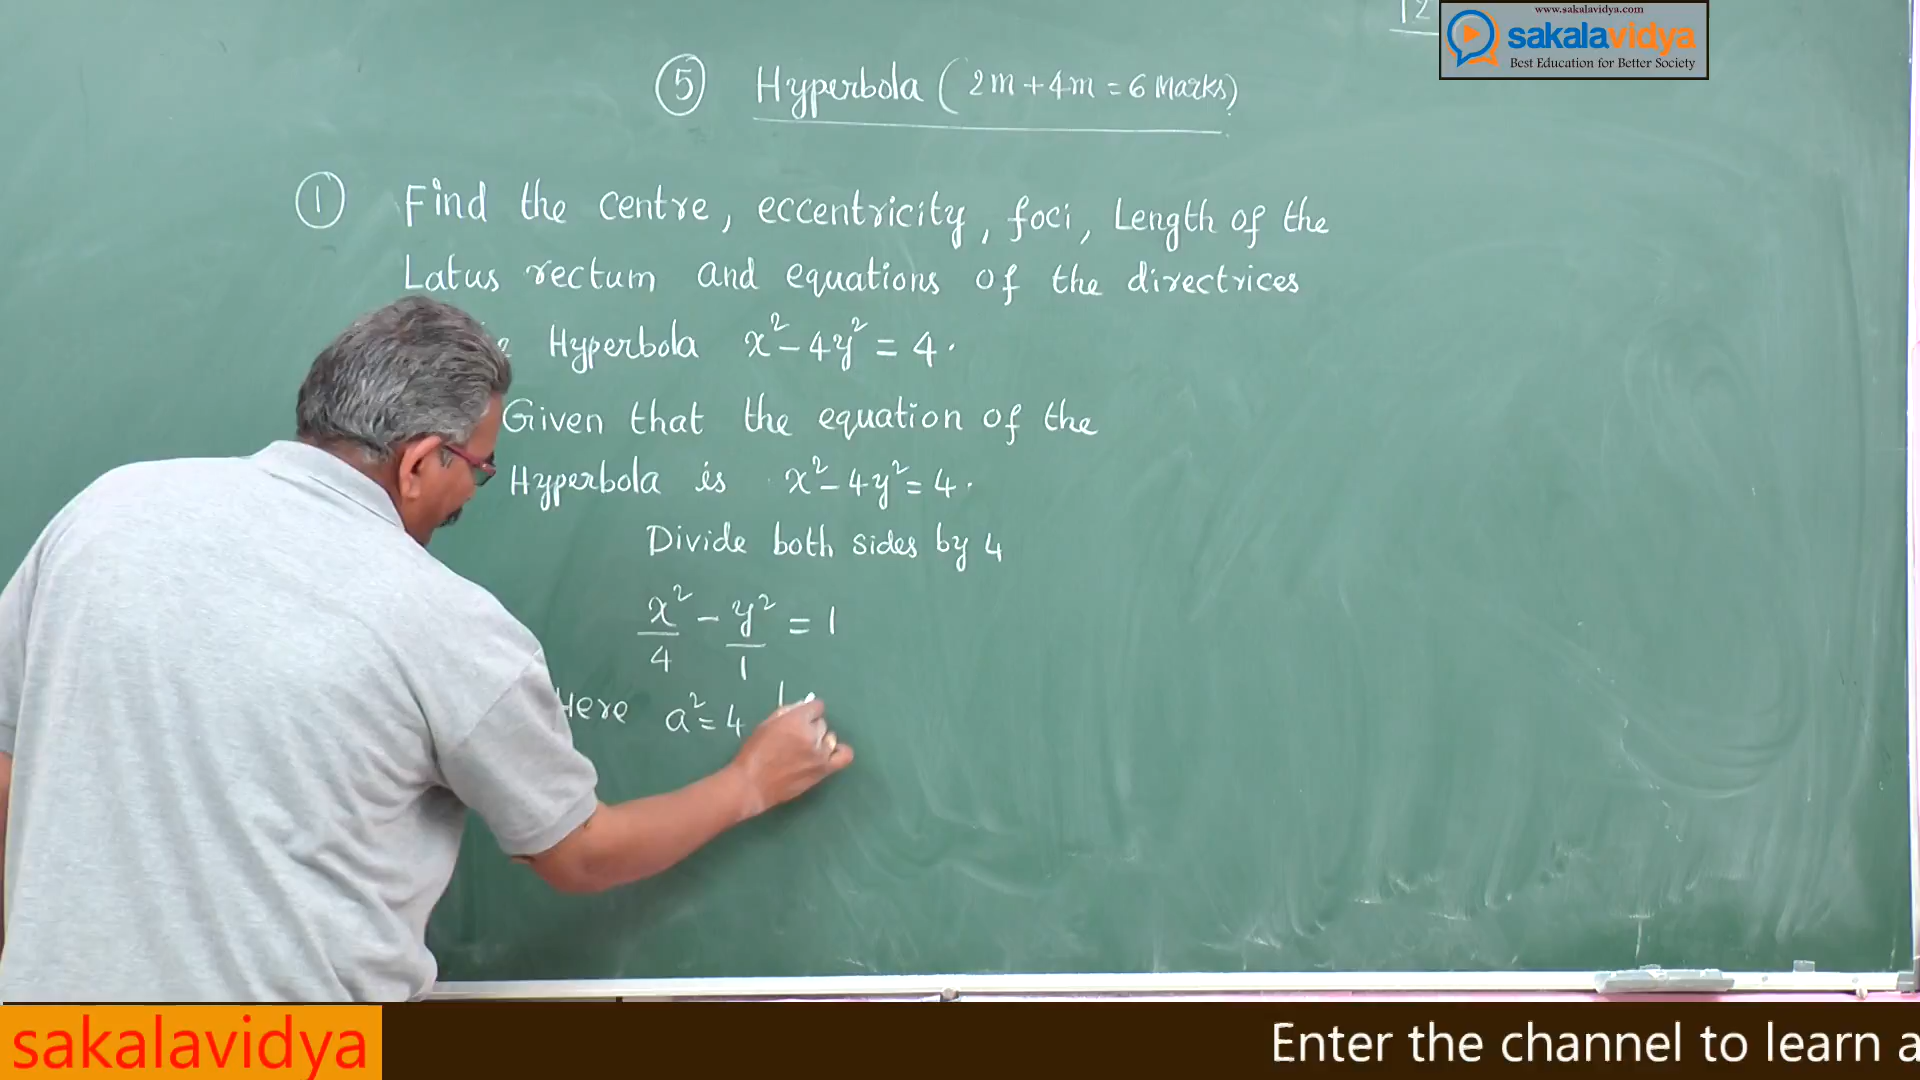 12
www.sakalavidya.com
sakalavidya
Best Education for Better Society
5 Hyperbola (2m + 4m = 6 Marks)
1 Find the centre, eccentricity, foci, Length of the
Latus rectum and equations of the directrices
Hyperbola x² - 4y² = 4.
Given that the equation of the
Hyperbola is x² - 4y² = 4.
Divide both sides by 4
x²/4 - y²/1 = 1
Here a² = 4
sakalavidya
Enter the channel to learn a